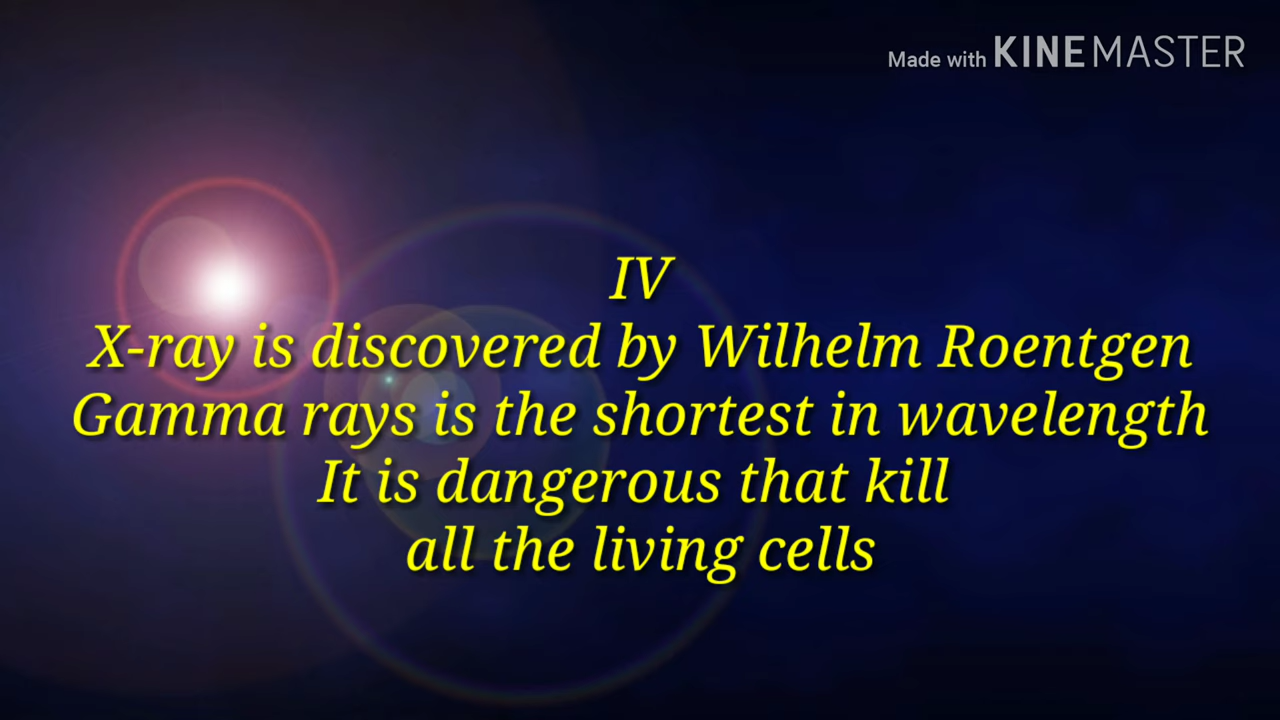 Made with KINEMASTER
IV
X-ray is discovered by Wilhelm Roentgen
Gamma rays is the shortest in wavelength
It is dangerous that kill
all the living cells